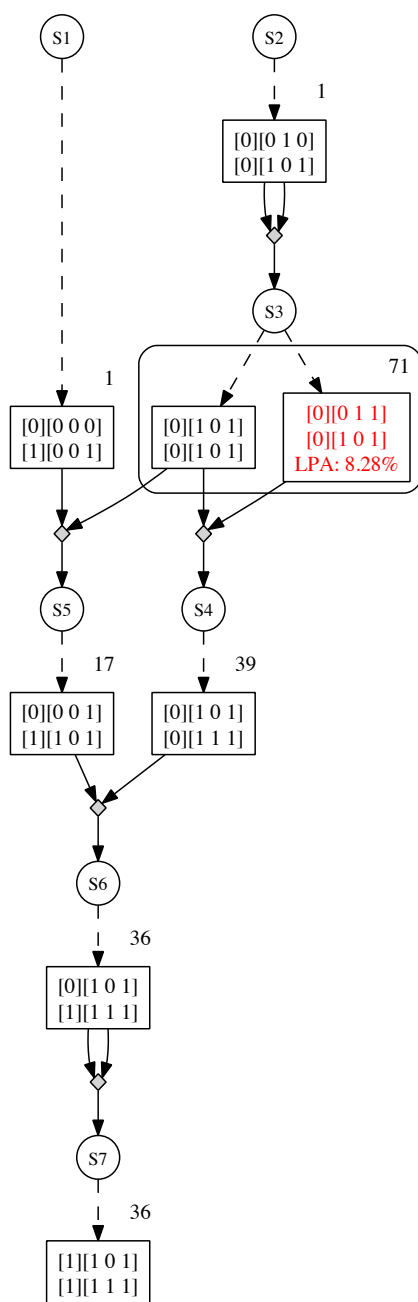 S1
S2
1
[0][0 1 0]
[0][1 0 1]
S3
71
1
[0][0 0 0]
[1][0 0 1]
[0][1 0 1]
[0][1 0 1]
[0][0 1 1]
[0][1 0 1]
LPA: 8.28%
S5
S4
17
39
[0][0 0 1]
[1][1 0 1]
[0][1 0 1]
[0][1 1 1]
S6
36
[0][1 0 1]
[1][1 1 1]
S7
36
[1][1 0 1]
[1][1 1 1]